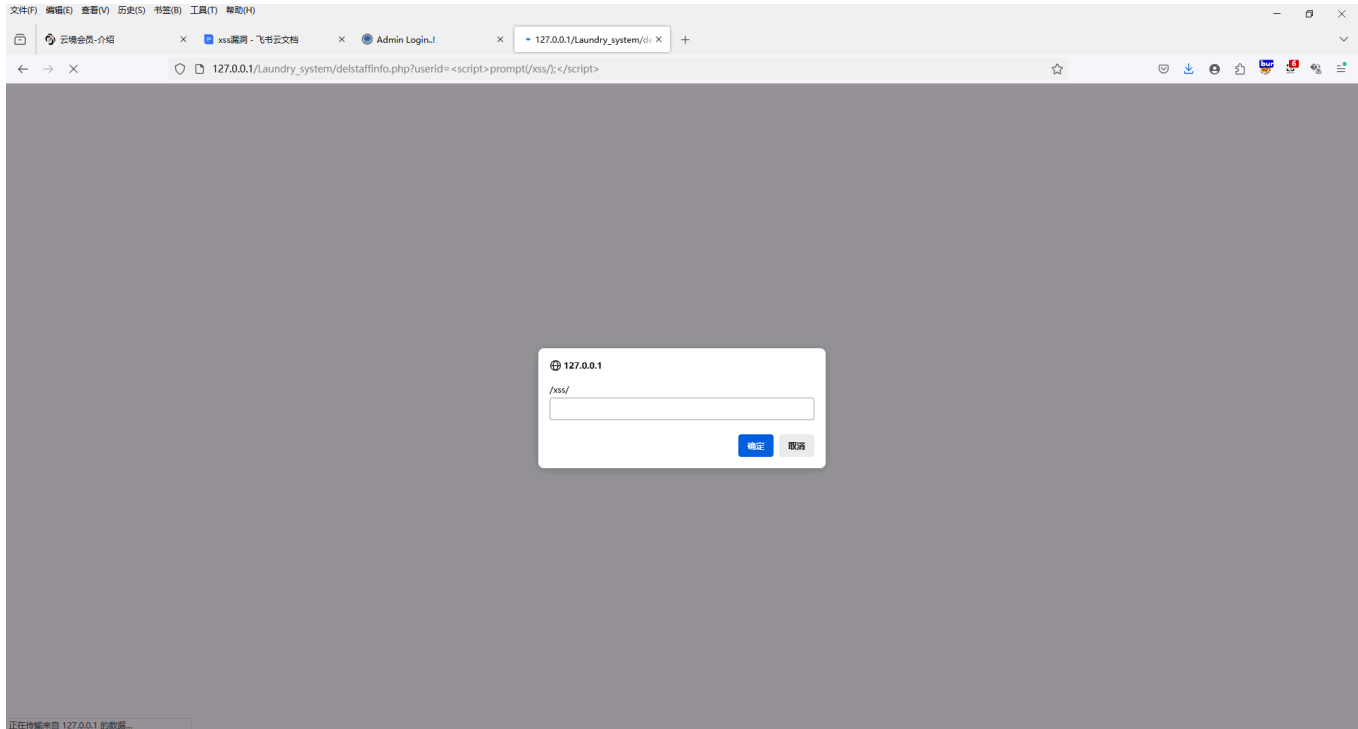 文件(F) 编辑(E) 查看(V) 历史(S) 书签(B) 工具(T) 帮助(H)
云境会员-介绍 xss漏洞 - 飞书云文档 Admin Login..! 127.0.0.1/Laundry_system/de
127.0.0.1/Laundry_system/delstaffinfo.php?userid=<script>prompt(/xss/);</script>
bur 6
127.0.0.1
/xss/
确定 取消
正在传输来自 127.0.0.1 的数据...